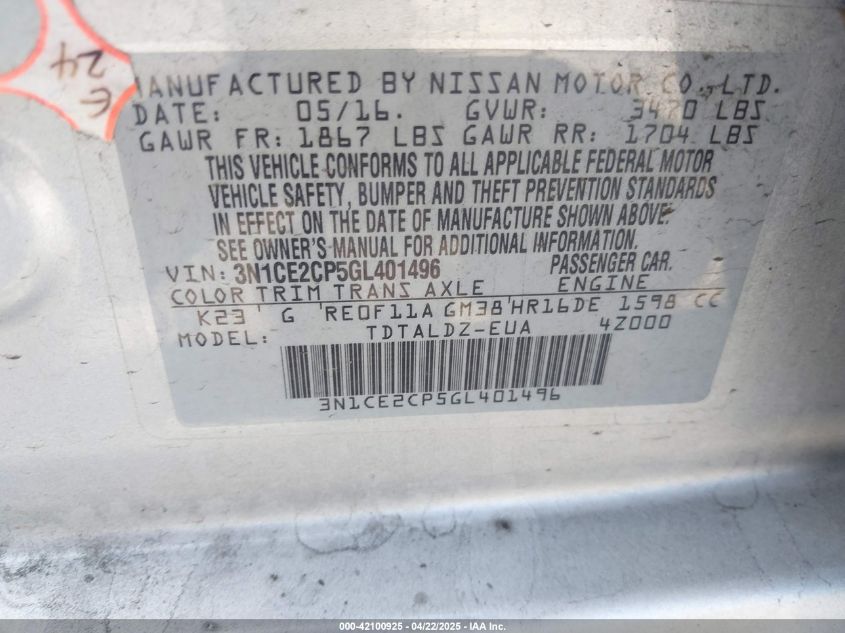 E
24
MANUFACTURED BY NISSAN MOTOR CO., LTD.
DATE: 05/16. GVWR: 3470 LBS
GAWR FR: 1867 LBS GAWR RR: 1704 LBS
THIS VEHICLE CONFORMS TO ALL APPLICABLE FEDERAL MOTOR
VEHICLE SAFETY, BUMPER AND THEFT PREVENTION STANDARDS
IN EFFECT ON THE DATE OF MANUFACTURE SHOWN ABOVE.
SEE OWNER'S MANUAL FOR ADDITIONAL INFORMATION.
VIN: 3N1CE2CP5GL401496 PASSENGER CAR.
COLOR TRIM TRANS AXLE ENGINE
K23 ' G 'RE0F11A GM38'HR16DE 1598 CC
MODEL: TDTALDZ-EUA 4Z000
3N1CE2CP5GL401496
000-42100925 - 04/22/2025 - IAA Inc.